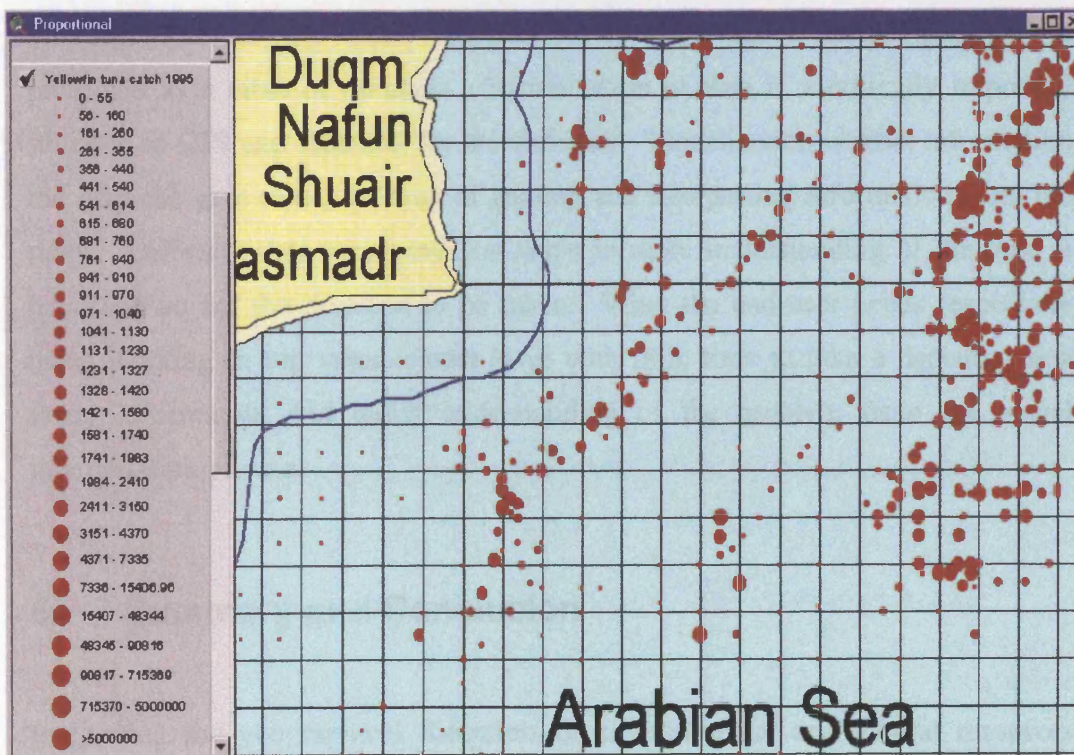 Proportional
Yellowfin tuna catch 1995
0 - 55
56 - 160
161 - 260
261 - 355
356 - 440
441 - 540
541 - 614
615 - 680
681 - 760
761 - 840
841 - 910
911 - 970
971 - 1040
1041 - 1130
1131 - 1230
1231 - 1327
1328 - 1420
1421 - 1580
1581 - 1740
1741 - 1983
1984 - 2410
2411 - 3150
3151 - 4370
4371 - 7335
7336 - 15406.96
15407 - 48344
48345 - 90816
90817 - 715369
715370 - 5000000
>5000000
Duqm
Nafun
Shuair
asmadr
Arabian Sea